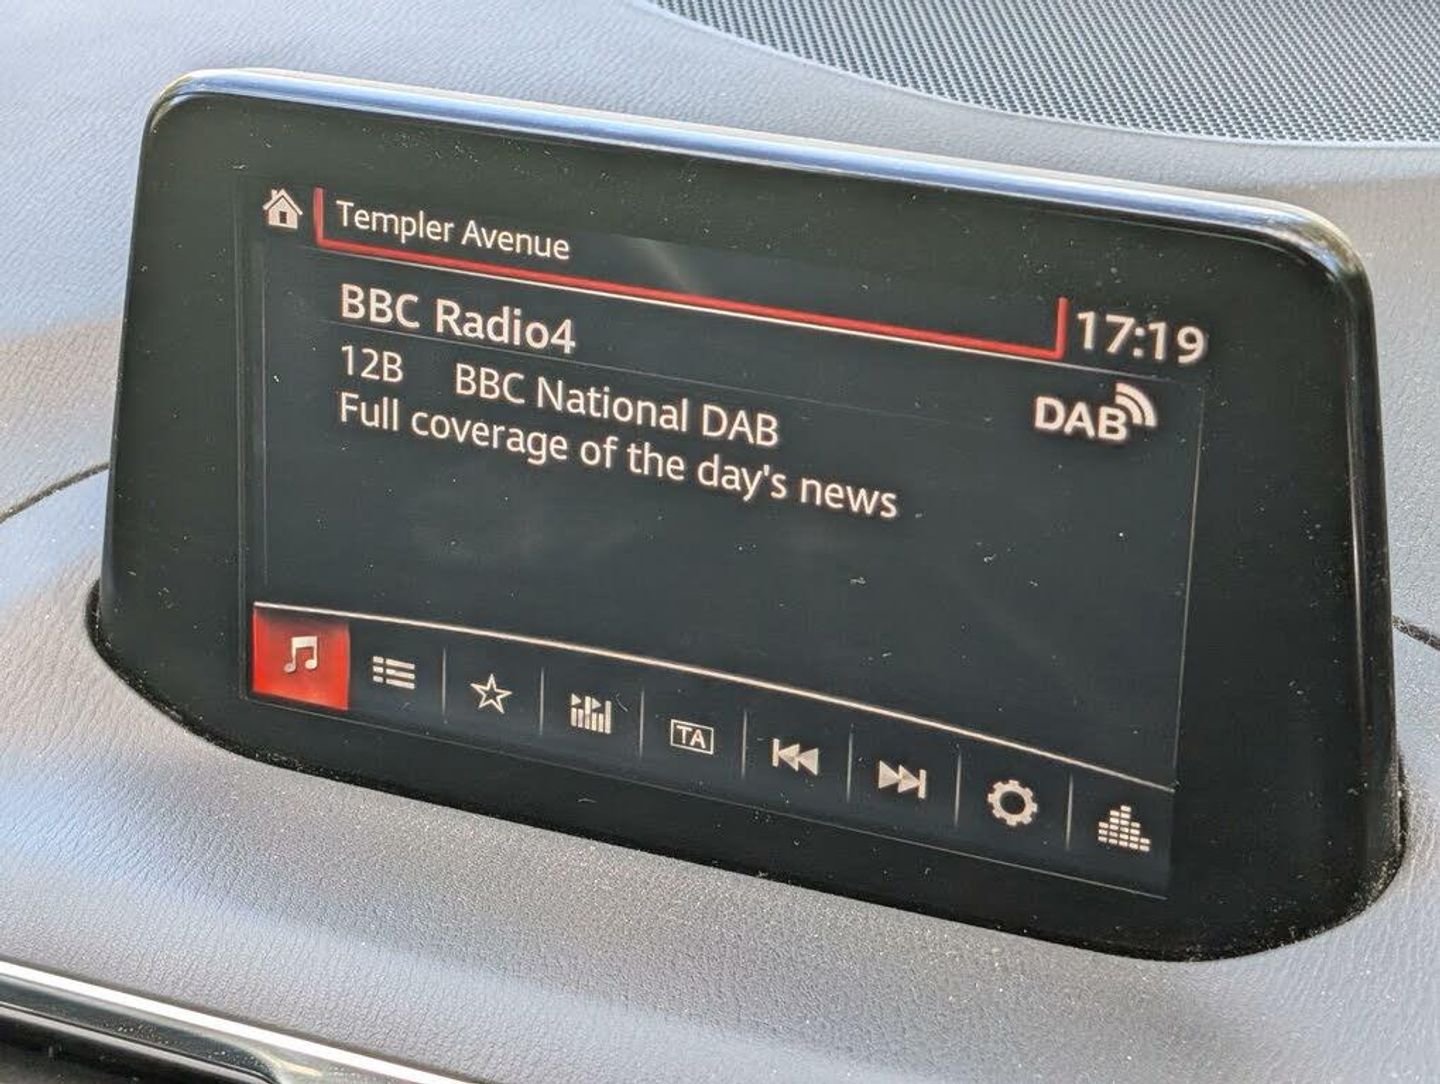 Templer Avenue
17:19
BBC Radio4
12B BBC National DAB
DAB
Full coverage of the day's news
TA